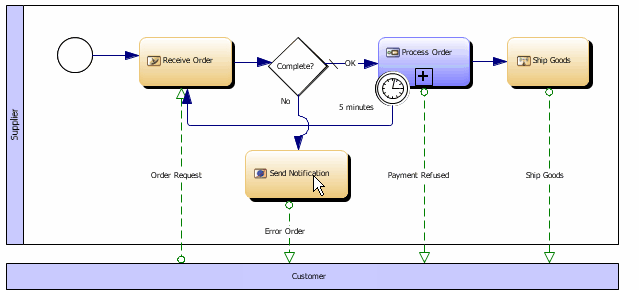 Supplier
Receive Order
Complete?
OK
Process Order
Ship Goods
No
5 minutes
Send Notification
Order Request
Payment Refused
Ship Goods
Error Order
Customer